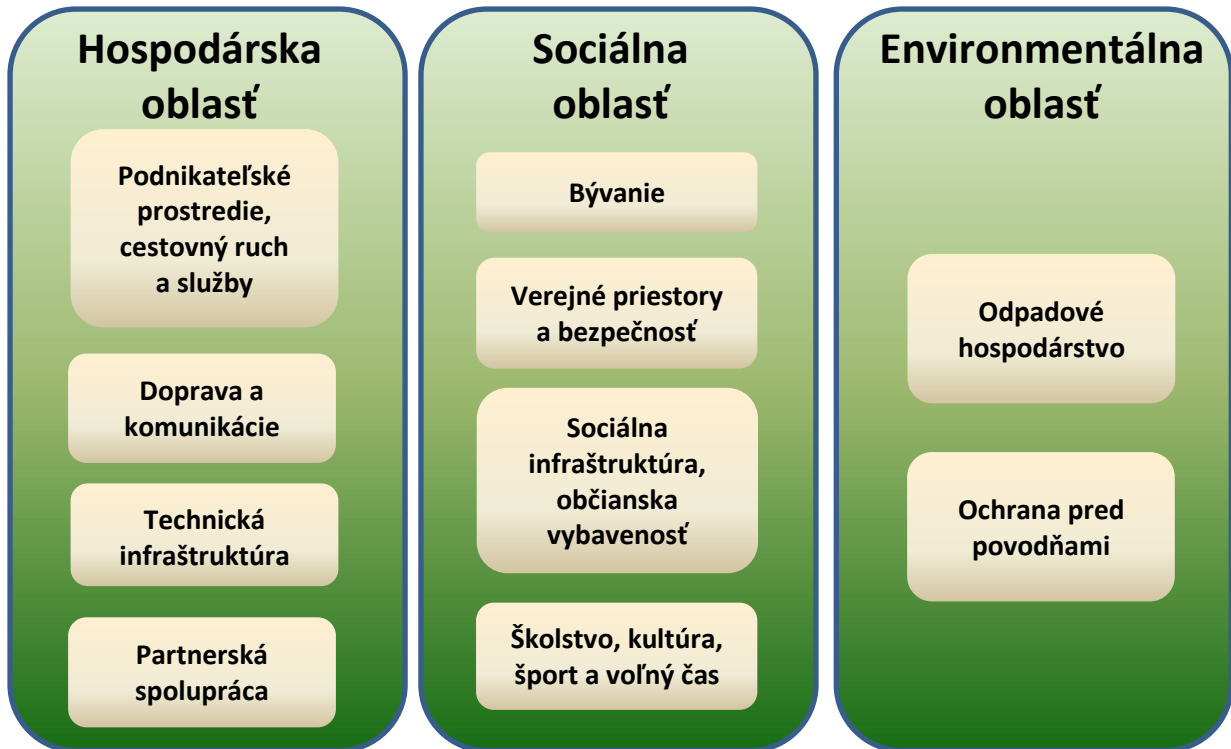 Hospodárska
oblasť
Podnikateľské
prostredie,
cestovný ruch
a služby
Doprava a
komunikácie
Technická
infraštruktúra
Partnerská
spolupráca
Sociálna
oblasť
Bývanie
Verejné priestory
a bezpečnosť
Sociálna
infraštruktúra,
občianska
vybavenosť
Školstvo, kultúra,
šport a voľný čas
Environmentálna
oblasť
Odpadové
hospodárstvo
Ochrana pred
povodňami